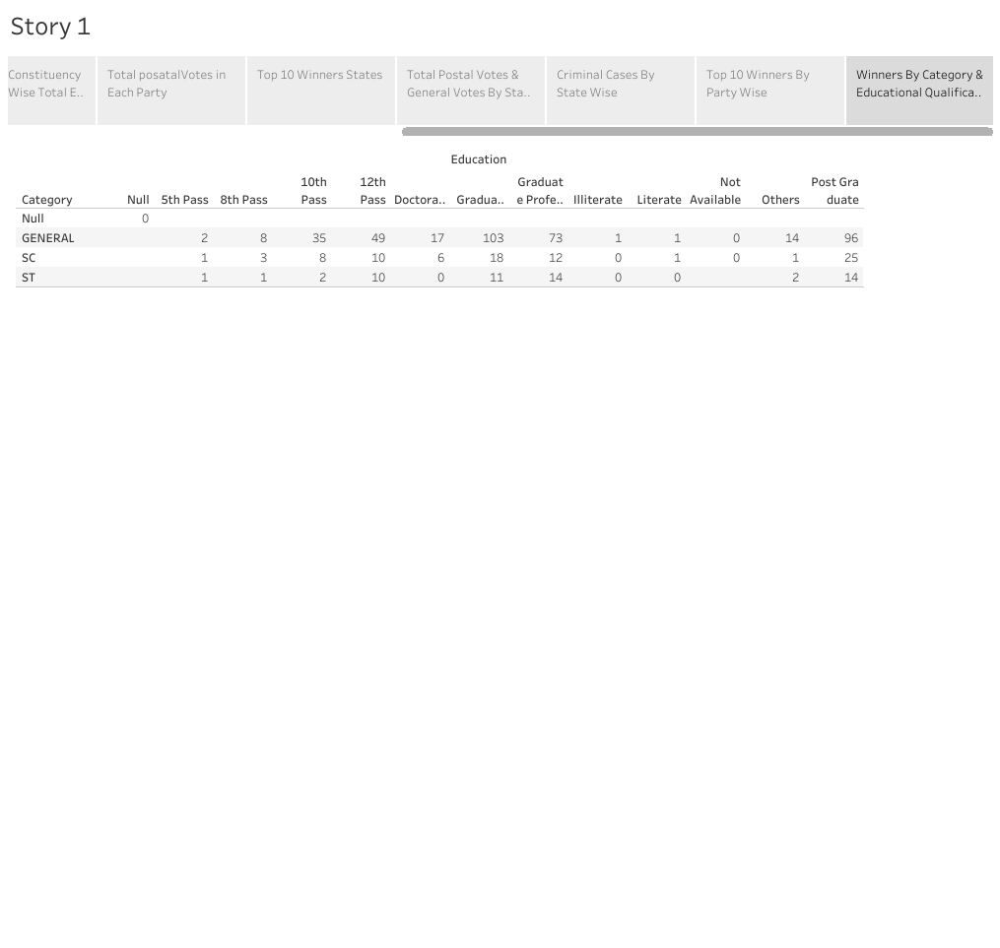 Story 1
Constituency
Wise Total E..
Total posatalVotes in
Each Party
Top 10 Winners States
Total Postal Votes &
General Votes By Sta..
Criminal Cases By
State Wise
Top 10 Winners By
Party Wise
Winners By Category &
Educational Qualifica..
Education
Category Null 5th Pass 8th Pass 10th Pass 12th Pass Doctora.. Gradua.. Graduat e Profe.. Illiterate Literate Not Available Others Post Gra duate
Null 0
GENERAL 2 8 35 49 17 103 73 1 1 0 14 96
SC 1 3 8 10 6 18 12 0 1 0 1 25
ST 1 1 2 10 0 11 14 0 0 2 14